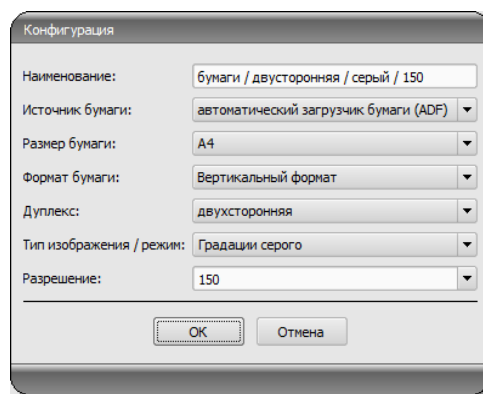 Конфигурация
Наименование: бумаги / двусторонняя / серый / 150
Источник бумаги: автоматический загрузчик бумаги (ADF)
Размер бумаги: A4
Формат бумаги: Вертикальный формат
Дуплекс: двухсторонняя
Тип изображения / режим: Градации серого
Разрешение: 150
OK Отмена